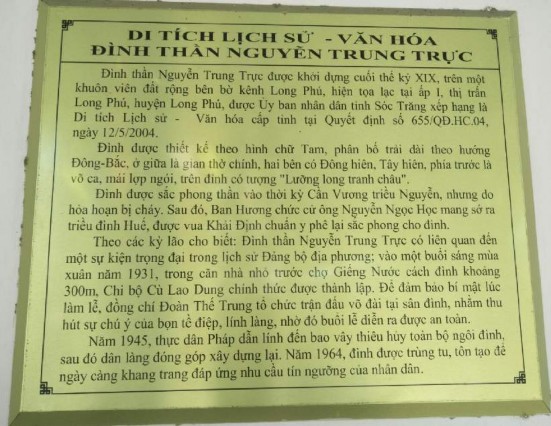 DI TÍCH LỊCH SỬ - VĂN HÓA
ĐÌNH THẦN NGUYỄN TRUNG TRỰC
Đình thần Nguyễn Trung Trực được khởi dựng cuối thế kỷ XIX, trên một
khuôn viên đất rộng bên bờ kênh Long Phú, hiện tọa lạc tại ấp I, thị trấn
Long Phú, huyện Long Phú, được Ủy ban nhân dân tỉnh Sóc Trăng xếp hạng là
Di tích Lịch sử - Văn hóa cấp tỉnh tại Quyết định số 655/QĐ.HC.04,
ngày 12/5/2004.
Đình được thiết kế theo hình chữ Tam, phân bố trải dài theo hướng
Đông-Bắc, ở giữa là gian thờ chính, hai bên có Đông hiên, Tây hiên, phía trước là
võ ca, mái lợp ngói, trên đỉnh có tượng "Lưỡng long tranh châu".
Đình được sắc phong thần vào thời kỳ Cần Vương triều Nguyễn, nhưng do
hỏa hoạn bị cháy. Sau đó, Ban Hương chức cử ông Nguyễn Ngọc Học mang sớ ra
triều đình Huế, được vua Khải Định chuẩn y phê lại sắc phong cho đình.
Theo các kỳ lão cho biết: Đình thần Nguyễn Trung Trực có liên quan đến
một sự kiện trọng đại trong lịch sử Đảng bộ địa phương; vào một buổi sáng mùa
xuân năm 1931, trong căn nhà nhỏ trước chợ Giếng Nước cách đình khoảng
300m, Chi bộ Cù Lao Dung chính thức được thành lập. Để đảm bảo bí mật lúc
làm lễ, đồng chí Đoàn Thế Trung tổ chức trận đấu võ đài tại sân đình, nhằm thu
hút sự chú ý của bọn tề điệp, lính làng, nhờ đó buổi lễ diễn ra được an toàn.
Năm 1945, thực dân Pháp dẫn lính đến bao vây thiêu hủy toàn bộ ngôi đình,
sau đó dân làng đóng góp xây dựng lại. Năm 1964, đình được trùng tu, tôn tạo để
ngày càng khang trang đáp ứng nhu cầu tín ngưỡng của nhân dân.